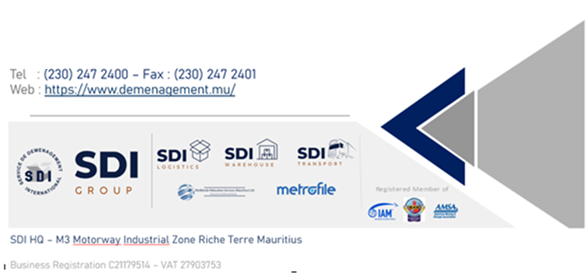 Tel : (230) 247 2400 – Fax : (230) 247 2401
Web : https://www.demenagement.mu/
SERVICE DE DEMENAGEMENT INTERNATIONAL
SDI
SDI GROUP
SDI LOGISTICS
SDI WAREHOUSE
SDI TRANSPORT
metrofile
Registered Member of
IAM
AMSA
SDI HQ – M3 Motorway Industrial Zone Riche Terre Mauritius
Business Registration C21179514 – VAT 27903753